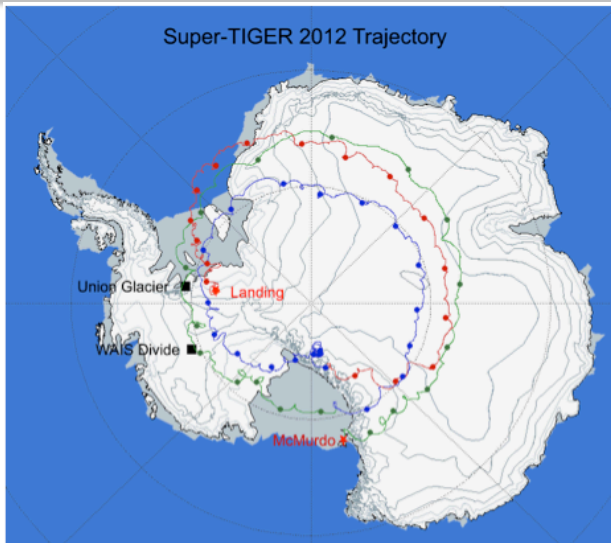 Super-TIGER 2012 Trajectory
Union Glacier
Landing
WAIS Divide
McMurdo